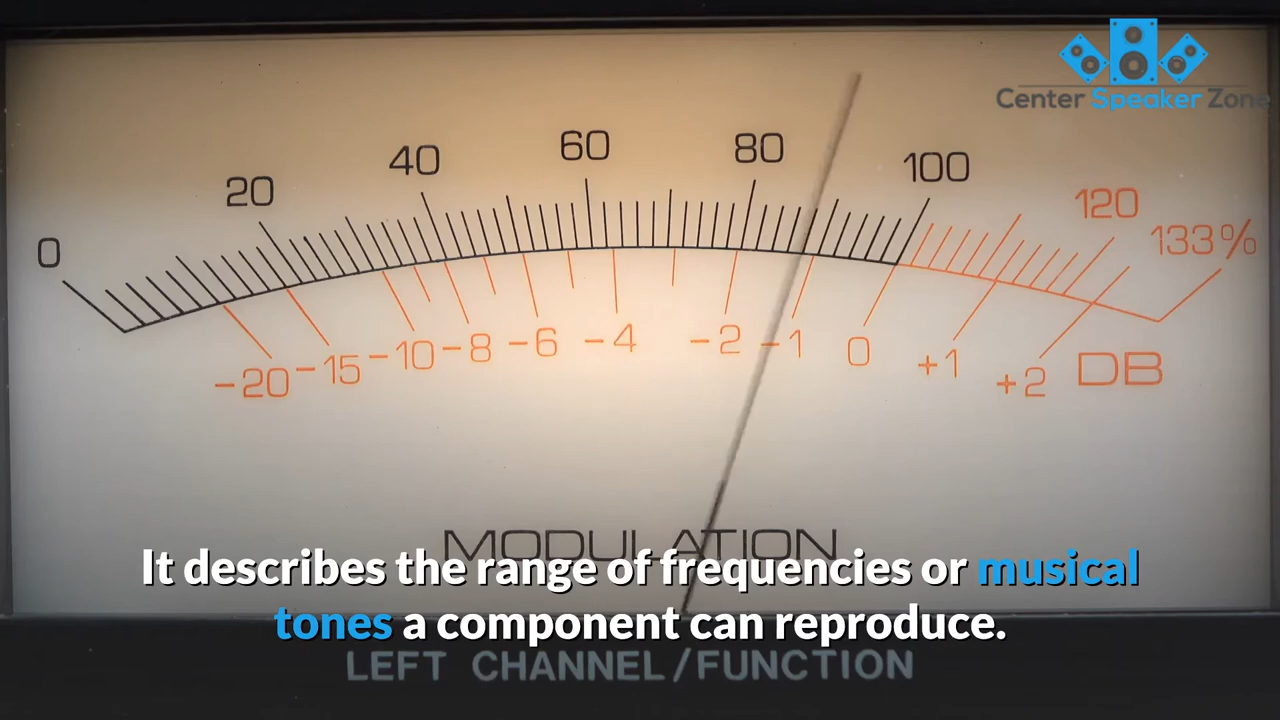 Center Speaker Zone
0 20 40 60 80 100 120 133%
-20 -15 -10 -8 -6 -4 -2 -1 0 +1 +2 DB
MODULATION
It describes the range of frequencies or musical
tones a component can reproduce.
LEFT CHANNEL/FUNCTION